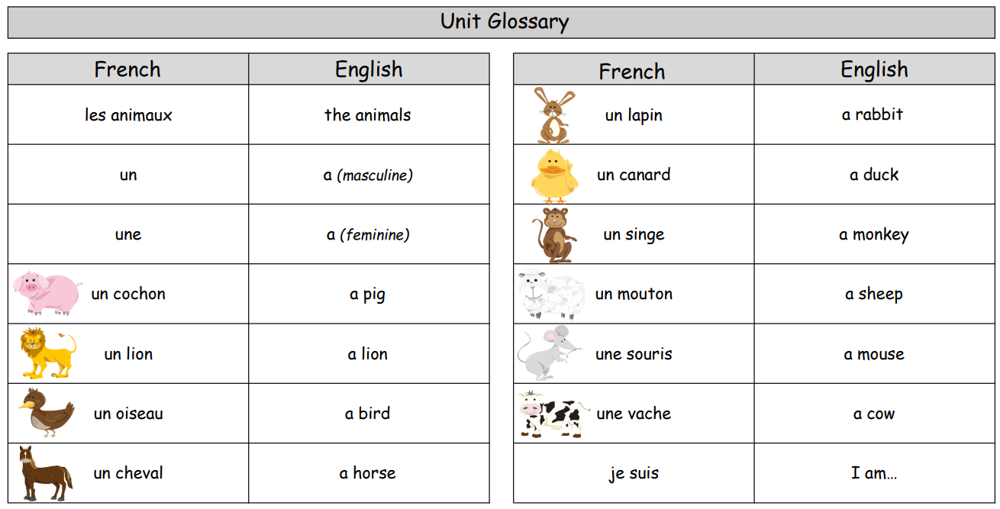 Unit Glossary
French English
les animaux the animals
un a (masculine)
une a (feminine)
un cochon a pig
un lion a lion
un oiseau a bird
un cheval a horse
French English
un lapin a rabbit
un canard a duck
un singe a monkey
un mouton a sheep
une souris a mouse
une vache a cow
je suis I am…